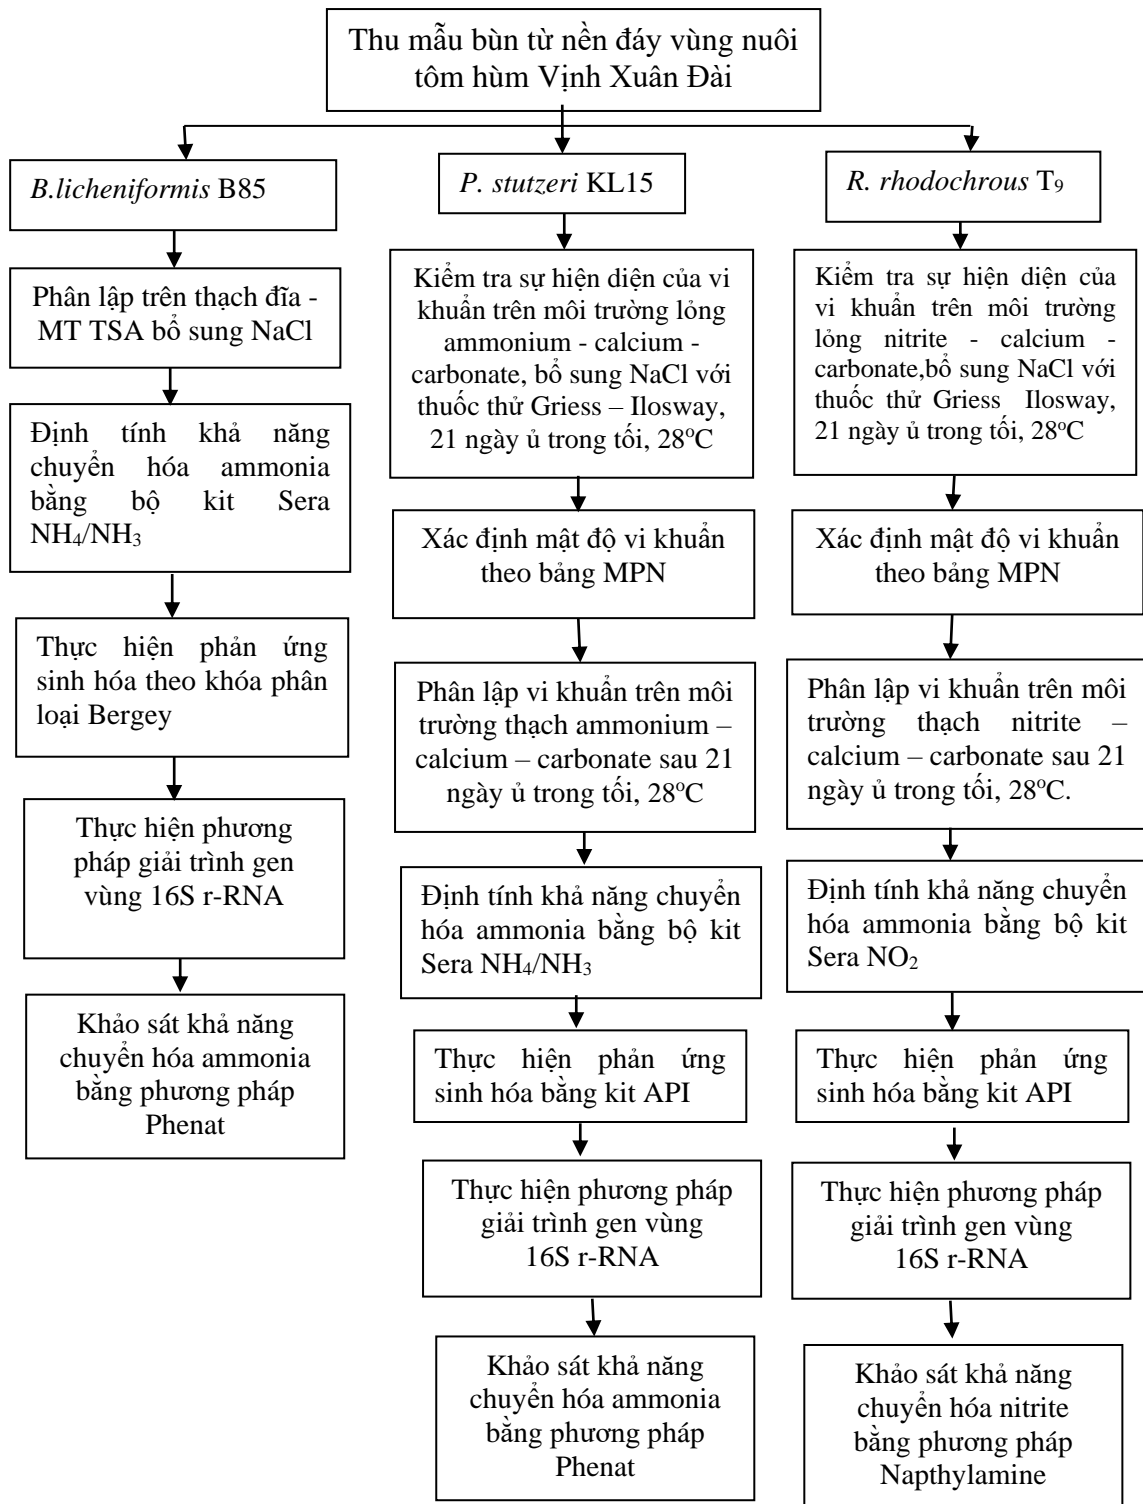 Thu mẫu bùn từ nền đáy vùng nuôi
tôm hùm Vịnh Xuân Đài
B.licheniformis B85
Phân lập trên thạch đĩa -
MT TSA bổ sung NaCl
Định tính khả năng
chuyển hóa ammonia
bằng bộ kit Sera
NH₄/NH₃
Thực hiện phản ứng
sinh hóa theo khóa phân
loại Bergey
Thực hiện phương
pháp giải trình gen
vùng 16S r-RNA
Khảo sát khả năng
chuyển hóa ammonia
bằng phương pháp
Phenat
P. stutzeri KL15
Kiểm tra sự hiện diện của
vi khuẩn trên môi trường lỏng
ammonium - calcium -
carbonate, bổ sung NaCl với
thuốc thử Griess – Ilosway,
21 ngày ủ trong tối, 28ᵒC
Xác định mật độ vi khuẩn
theo bảng MPN
Phân lập vi khuẩn trên môi
trường thạch ammonium –
calcium – carbonate sau 21
ngày ủ trong tối, 28ᵒC
Định tính khả năng chuyển
hóa ammonia bằng bộ kit
Sera NH₄/NH₃
Thực hiện phản ứng
sinh hóa bằng kit API
Thực hiện phương pháp
giải trình gen vùng
16S r-RNA
Khảo sát khả năng
chuyển hóa ammonia
bằng phương pháp
Phenat
R. rhodochrous T₉
Kiểm tra sự hiện diện của
vi khuẩn trên môi trường
lỏng nitrite - calcium -
carbonate,bổ sung NaCl với
thuốc thử Griess Ilosway,
21 ngày ủ trong tối, 28ᵒC
Xác định mật độ vi khuẩn
theo bảng MPN
Phân lập vi khuẩn trên môi
trường thạch nitrite –
calcium – carbonate sau 21
ngày ủ trong tối, 28ᵒC.
Định tính khả năng chuyển
hóa ammonia bằng bộ kit
Sera NO₂
Thực hiện phản ứng
sinh hóa bằng kit API
Thực hiện phương pháp
giải trình gen vùng
16S r-RNA
Khảo sát khả năng
chuyển hóa nitrite
bằng phương pháp
Napthylamine